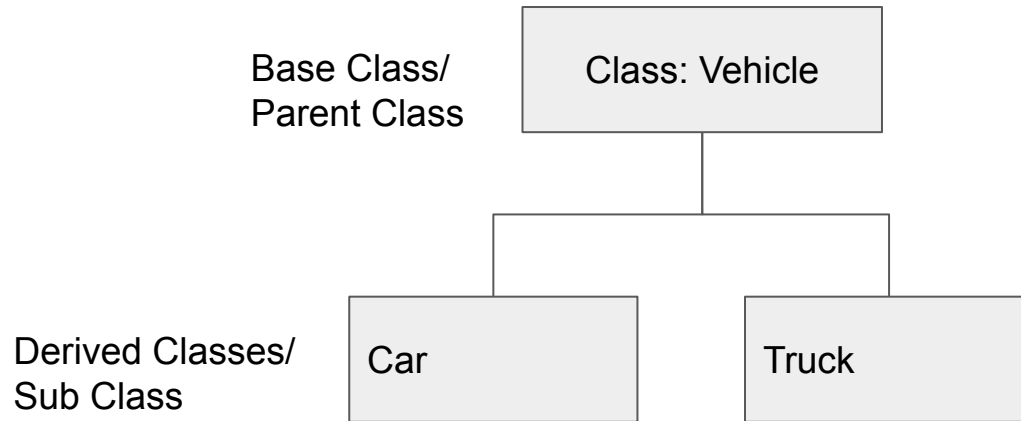 Base Class/
Parent Class
Class: Vehicle
Derived Classes/
Sub Class
Car
Truck